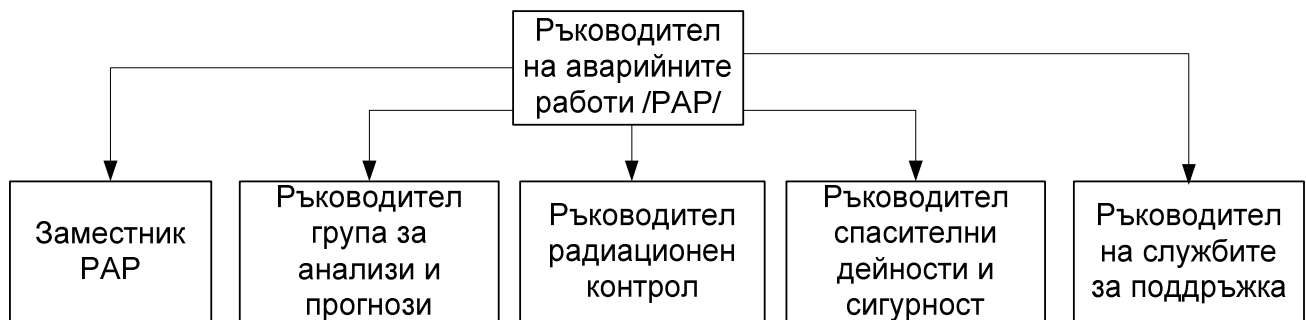 Ръководител
на аварийните
работи /РАР/
Заместник
РАР
Ръководител
група за
анализи и
прогнози
Ръководител
радиационен
контрол
Ръководител
спасителни
дейности и
сигурност
Ръководител
на службите
за поддръжка